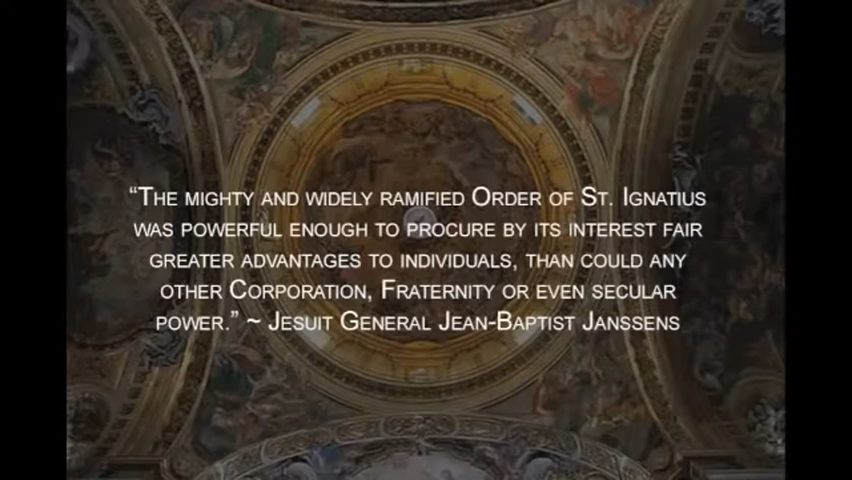 “The mighty and widely ramified Order of St. Ignatius
was powerful enough to procure by its interest fair
greater advantages to individuals, than could any
other Corporation, Fraternity or even secular
power.” ~ Jesuit General Jean-Baptist Janssens